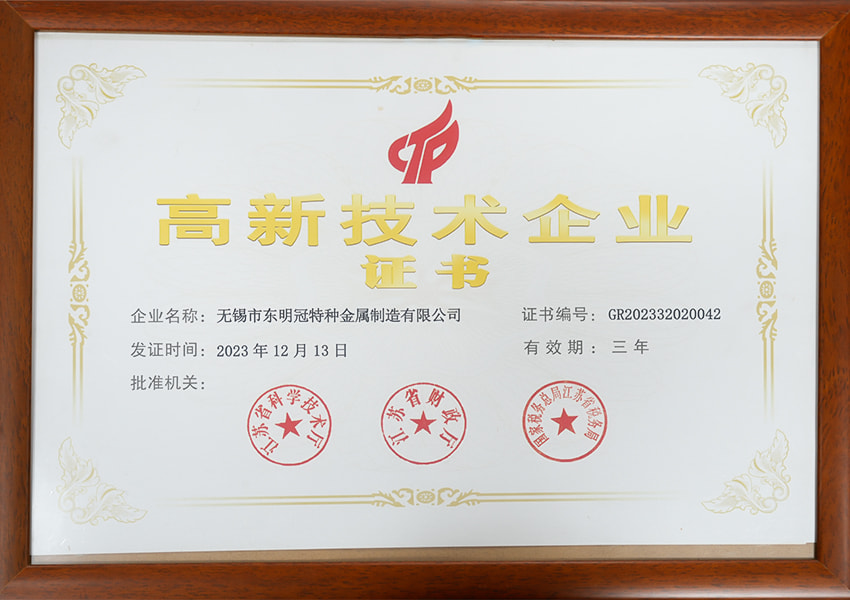 CTP
高新技术企业
证书
企业名称：无锡市东明冠特种金属制造有限公司
证书编号：GR202332020042
发证时间：2023年12月13日
有效期：三年
批准机关：
江苏省科学技术厅
江苏省财政厅
国家税务总局江苏省税务局